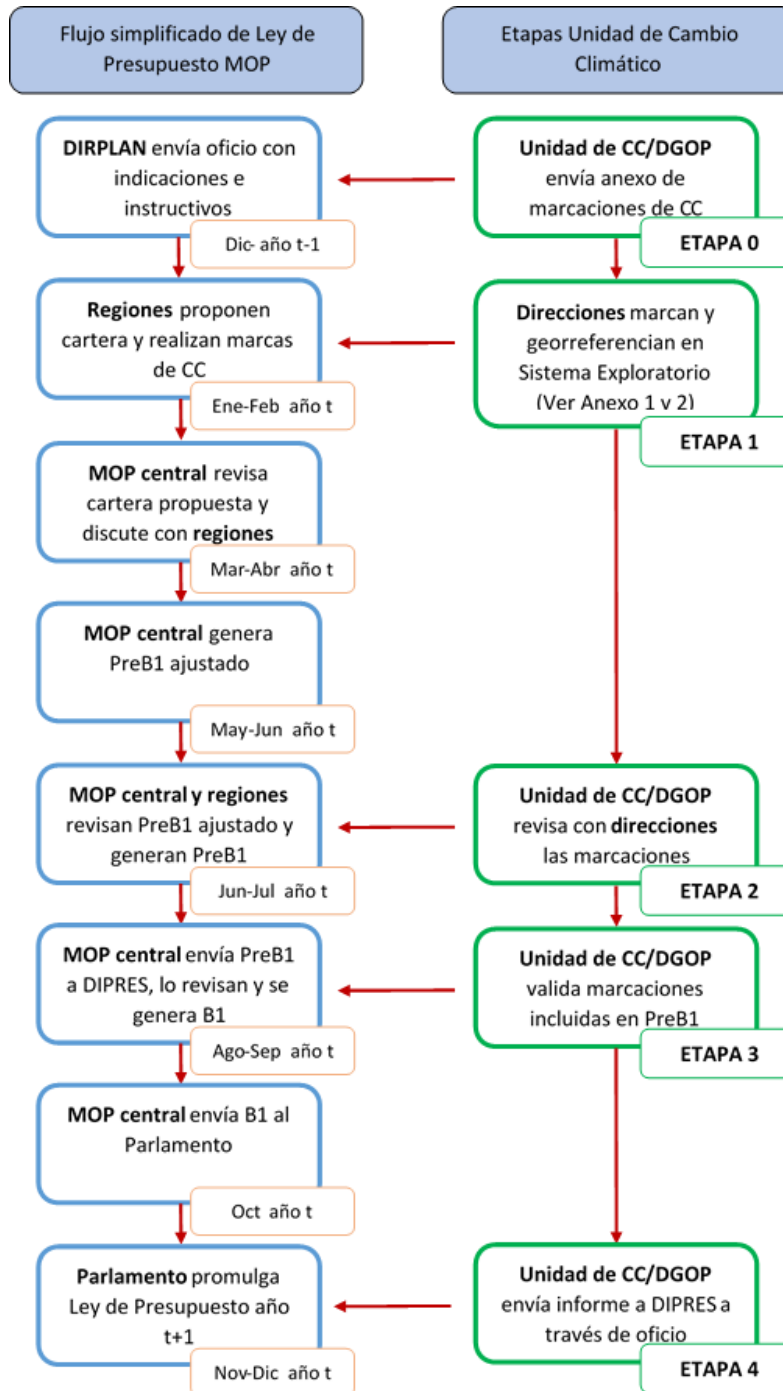 Flujo simplificado de Ley de
Presupuesto MOP
Etapas Unidad de Cambio
Climático
DIRPLAN envía oficio con
indicaciones e
instructivos
Dic- año t-1
Unidad de CC/DGOP
envía anexo de
marcaciones de CC
ETAPA 0
Regiones proponen
cartera y realizan marcas
de CC
Ene-Feb año t
Direcciones marcan y
georreferencian en
Sistema Exploratorio
(Ver Anexo 1 y 2)
ETAPA 1
MOP central revisa
cartera propuesta y
discute con regiones
Mar-Abr año t
MOP central genera
PreB1 ajustado
May-Jun año t
MOP central y regiones
revisan PreB1 ajustado y
generan PreB1
Jun-Jul año t
Unidad de CC/DGOP
revisa con direcciones
las marcaciones
ETAPA 2
MOP central envía PreB1
a DIPRES, lo revisan y se
genera B1
Ago-Sep año t
Unidad de CC/DGOP
valida marcaciones
incluidas en PreB1
ETAPA 3
MOP central envía B1 al
Parlamento
Oct año t
Parlamento promulga
Ley de Presupuesto año
t+1
Nov-Dic año t
Unidad de CC/DGOP
envía informe a DIPRES a
través de oficio
ETAPA 4